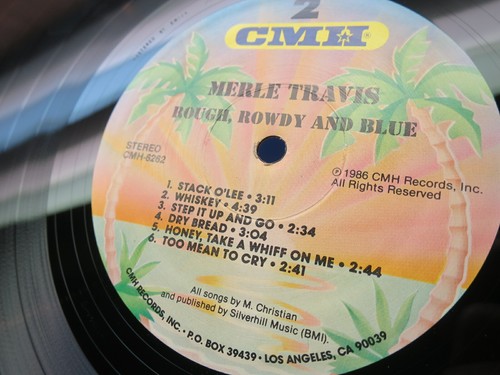 2
CMH
MERLE TRAVIS
ROUGH, ROWDY AND BLUE
STEREO
CMH-6262
℗ 1986 CMH Records, Inc.
All Rights Reserved
1. STACK O'LEE • 3:11
2. WHISKEY • 4:39
3. STEP IT UP AND GO • 2:34
4. DRY BREAD • 3:04
5. HONEY, TAKE A WHIFF ON ME • 2:44
6. TOO MEAN TO CRY • 2:41
All songs by M. Christian
and published by Silverhill Music (BMI).
CMH RECORDS, INC. • P.O. BOX 39439 • LOS ANGELES, CA 90039